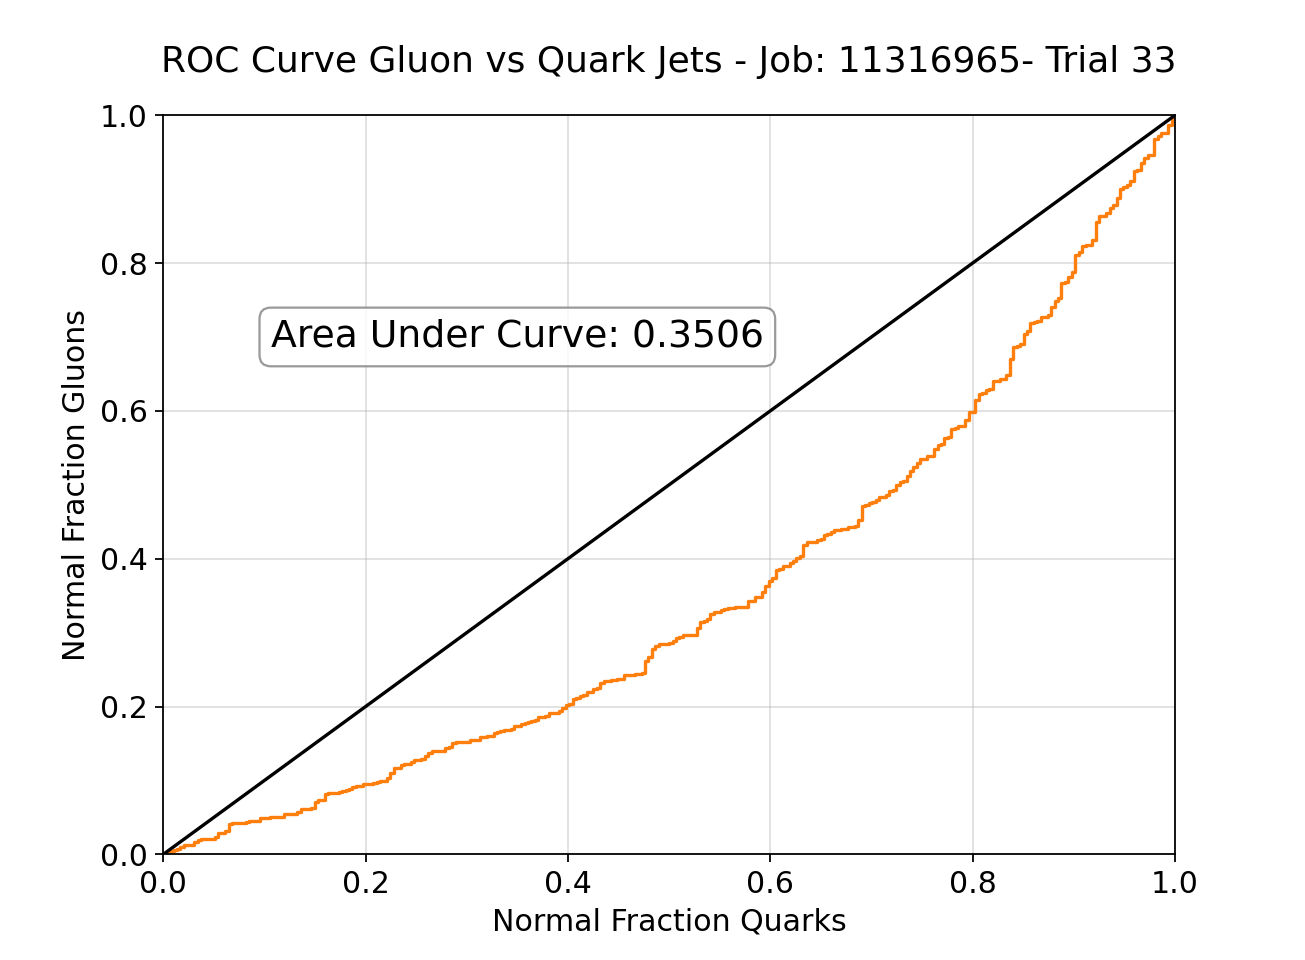 ROC Curve Gluon vs Quark Jets - Job: 11316965- Trial 33
1.0
0.8
0.6
0.4
0.2
0.0
Normal Fraction Gluons
Area Under Curve: 0.3506
0.0 0.2 0.4 0.6 0.8 1.0
Normal Fraction Quarks